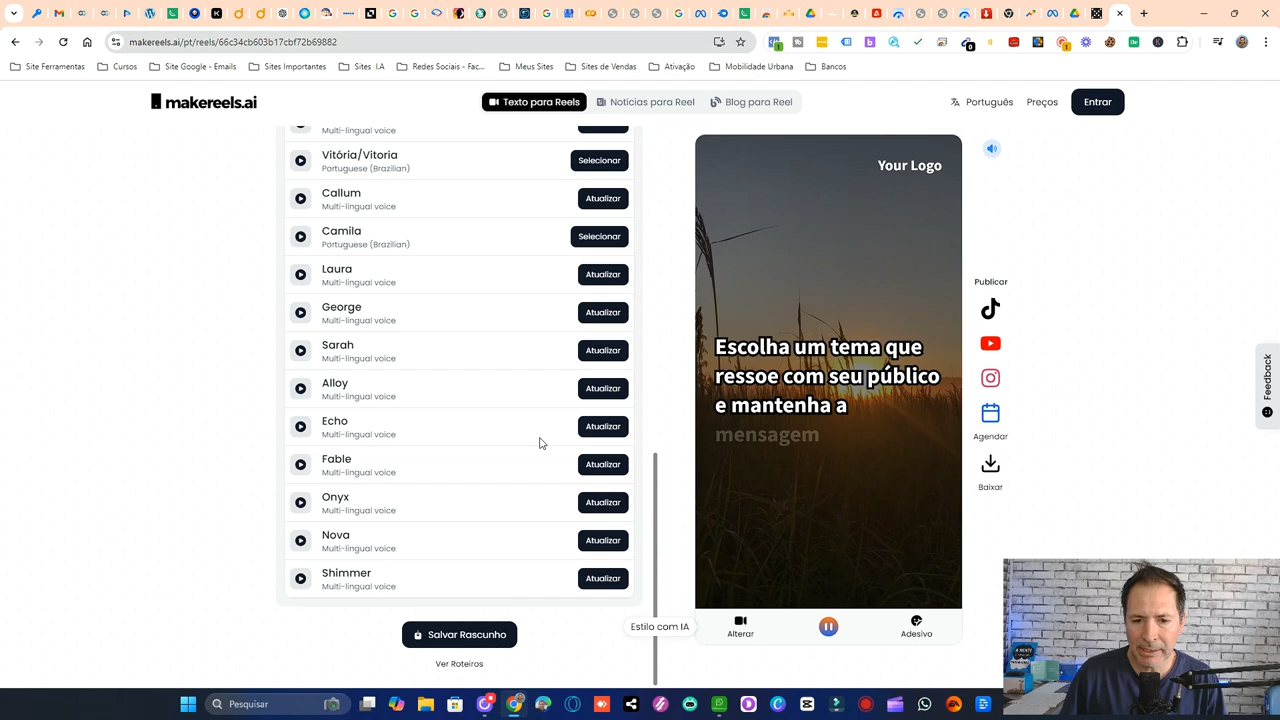 makereels.ai/pt/reels/66c34cb603b17cbf72b69882
Site Ferramentas
Cursos
Site Google - Emails
Sites Importantes
Sites I.A
Redes Sociais - Fac...
Meus Sites
Sites de Vendas
Ativação
Mobilidade Urbana
Bancos
makereels.ai
Texto para Reels
Notícias para Reel
Blog para Reel
Português
Preços
Entrar
Multi-lingual voice
Vitória/Vitoria
Portuguese (Brazilian)
Selecionar
Callum
Multi-lingual voice
Atualizar
Camila
Portuguese (Brazilian)
Selecionar
Laura
Multi-lingual voice
Atualizar
George
Multi-lingual voice
Atualizar
Sarah
Multi-lingual voice
Atualizar
Alloy
Multi-lingual voice
Atualizar
Echo
Multi-lingual voice
Atualizar
Fable
Multi-lingual voice
Atualizar
Onyx
Multi-lingual voice
Atualizar
Nova
Multi-lingual voice
Atualizar
Shimmer
Multi-lingual voice
Atualizar
Salvar Rascunho
Ver Roteiros
Your Logo
Escolha um tema que
ressoe com seu público
e mantenha a
mensagem
Estilo com IA
Alterar
Adesivo
Publicar
Agendar
Baixar
Feedback
Pesquisar